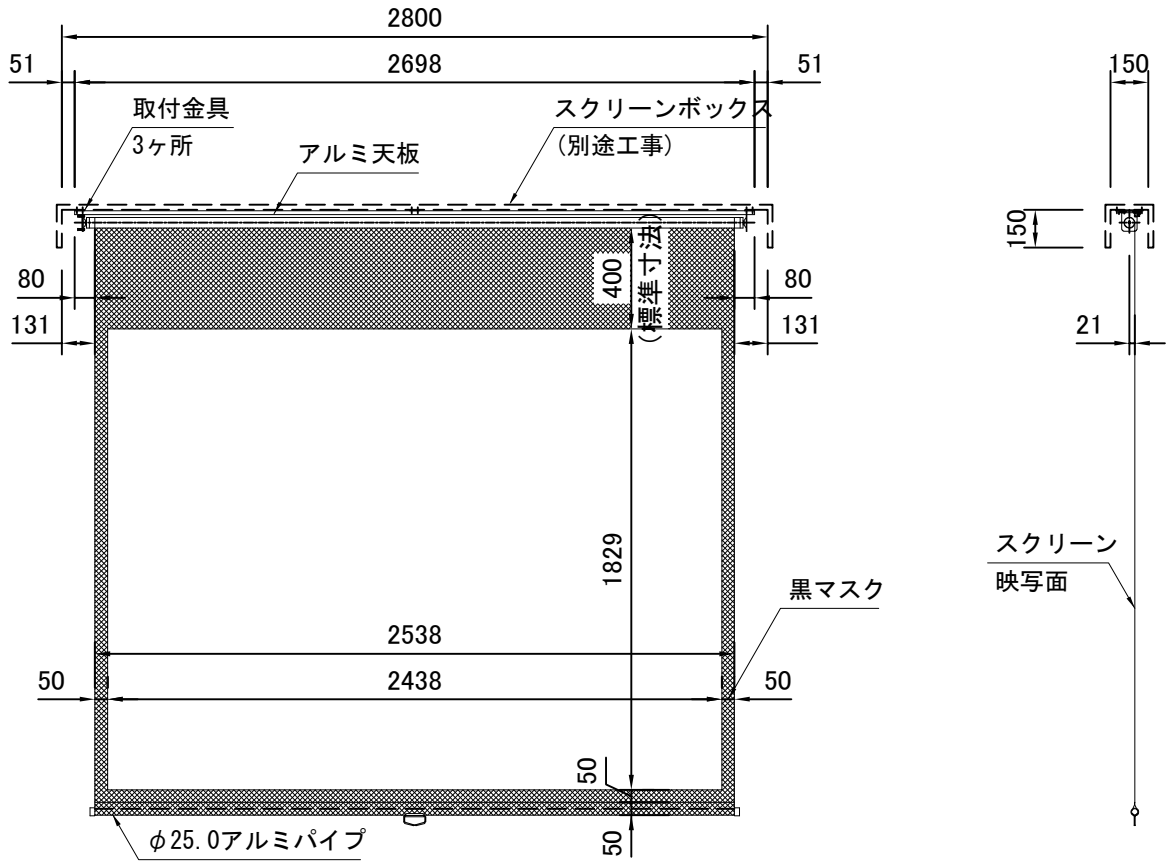 2800
51
2698
51
150
取付金具
3ヶ所
スクリーンボックス
(別途工事)
アルミ天板
150
400
(標準寸法)
80
80
131
131
21
1829
スクリーン
映写面
黒マスク
2538
50
2438
50
50
φ25.0アルミパイプ
50